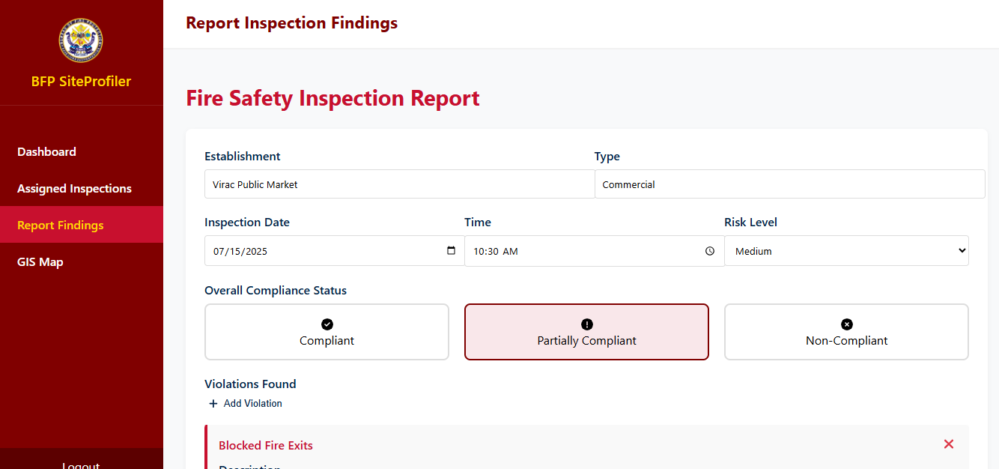 BFP SiteProfiler
Dashboard
Assigned Inspections
Report Findings
GIS Map
Logout
Report Inspection Findings
Fire Safety Inspection Report
Establishment
Type
Virac Public Market
Commercial
Inspection Date
Time
Risk Level
07/15/2025
10:30 AM
Medium
Overall Compliance Status
Compliant
Partially Compliant
Non-Compliant
Violations Found
+ Add Violation
Blocked Fire Exits
Description